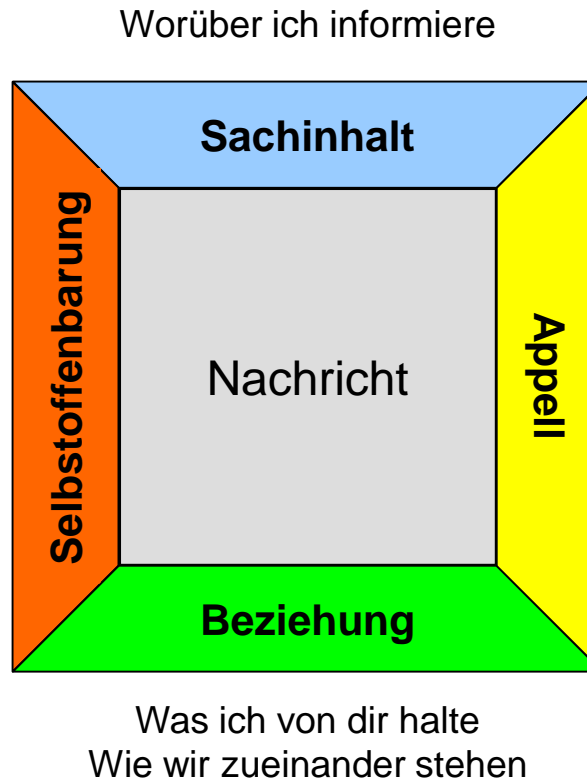 Worüber ich informiere
Sachinhalt
Selbstoffenbarung
Nachricht
Appell
Beziehung
Was ich von dir halte
Wie wir zueinander stehen